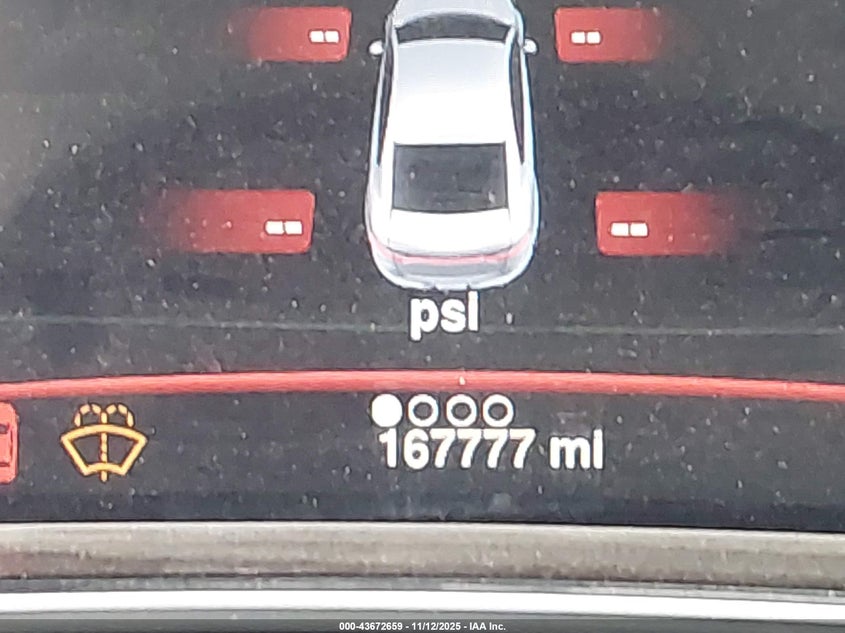 -- --
-- --
psi
167777 mi
000-43672659 - 11/12/2025 - IAA Inc.